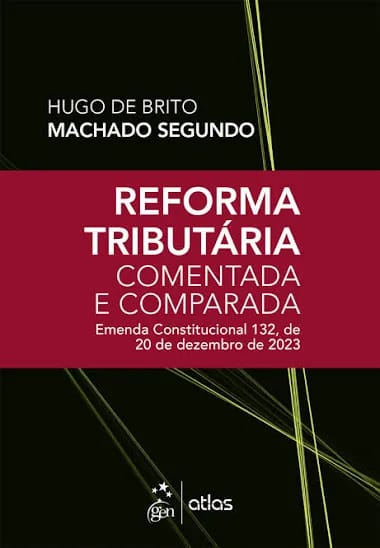 HUGO DE BRITO
MACHADO SEGUNDO
REFORMA
TRIBUTÁRIA
COMENTADA
E COMPARADA
Emenda Constitucional 132, de
20 de dezembro de 2023
gen
atlas